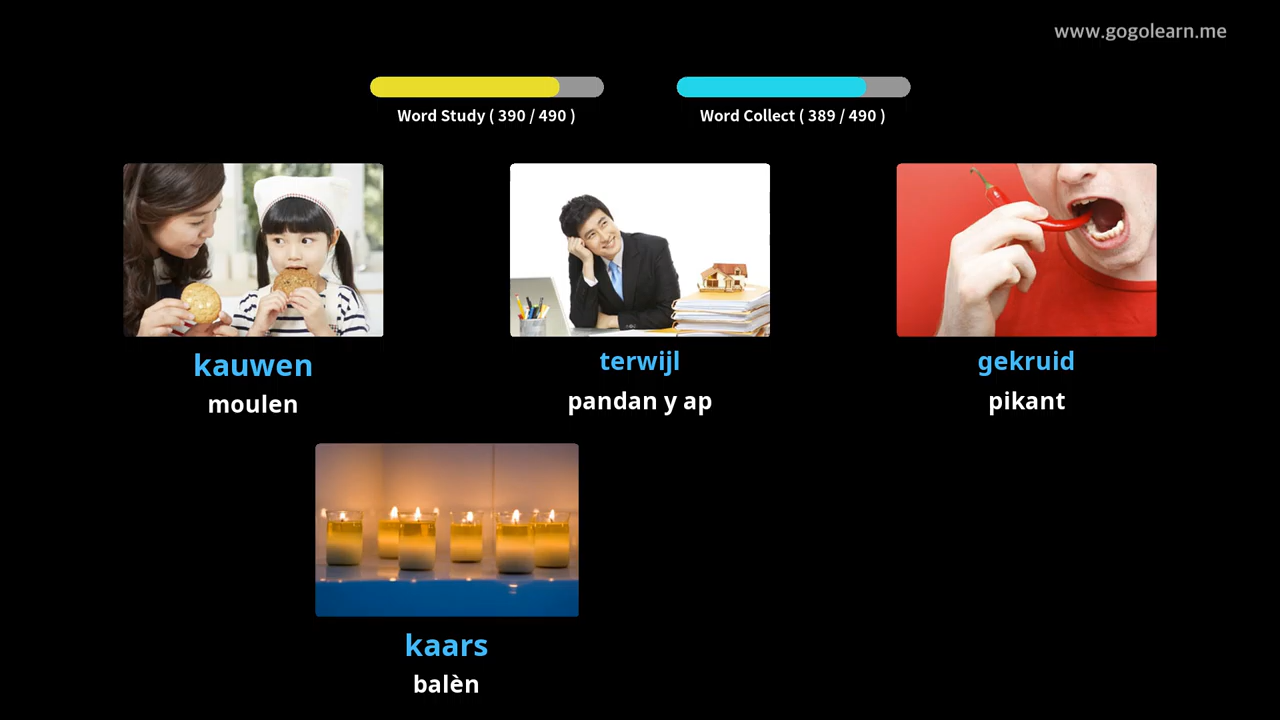 www.gogolearn.me
Word Study ( 390 / 490 )
Word Collect ( 389 / 490 )
kauwen
terwijl
gekruid
moulen
pandan y ap
pikant
kaars
balèn